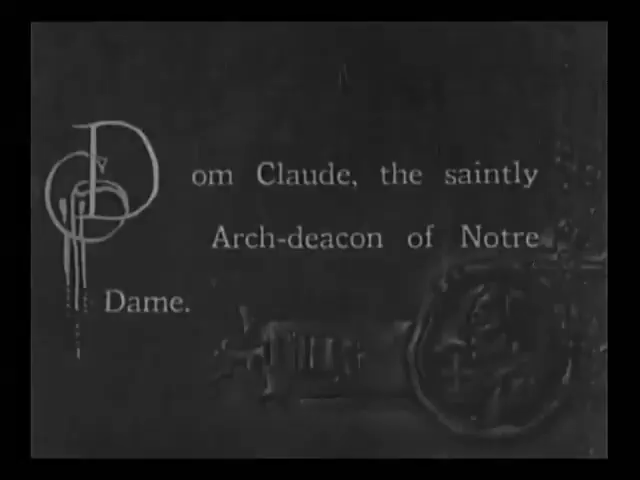 Dom Claude, the saintly
Arch-deacon of Notre
Dame.